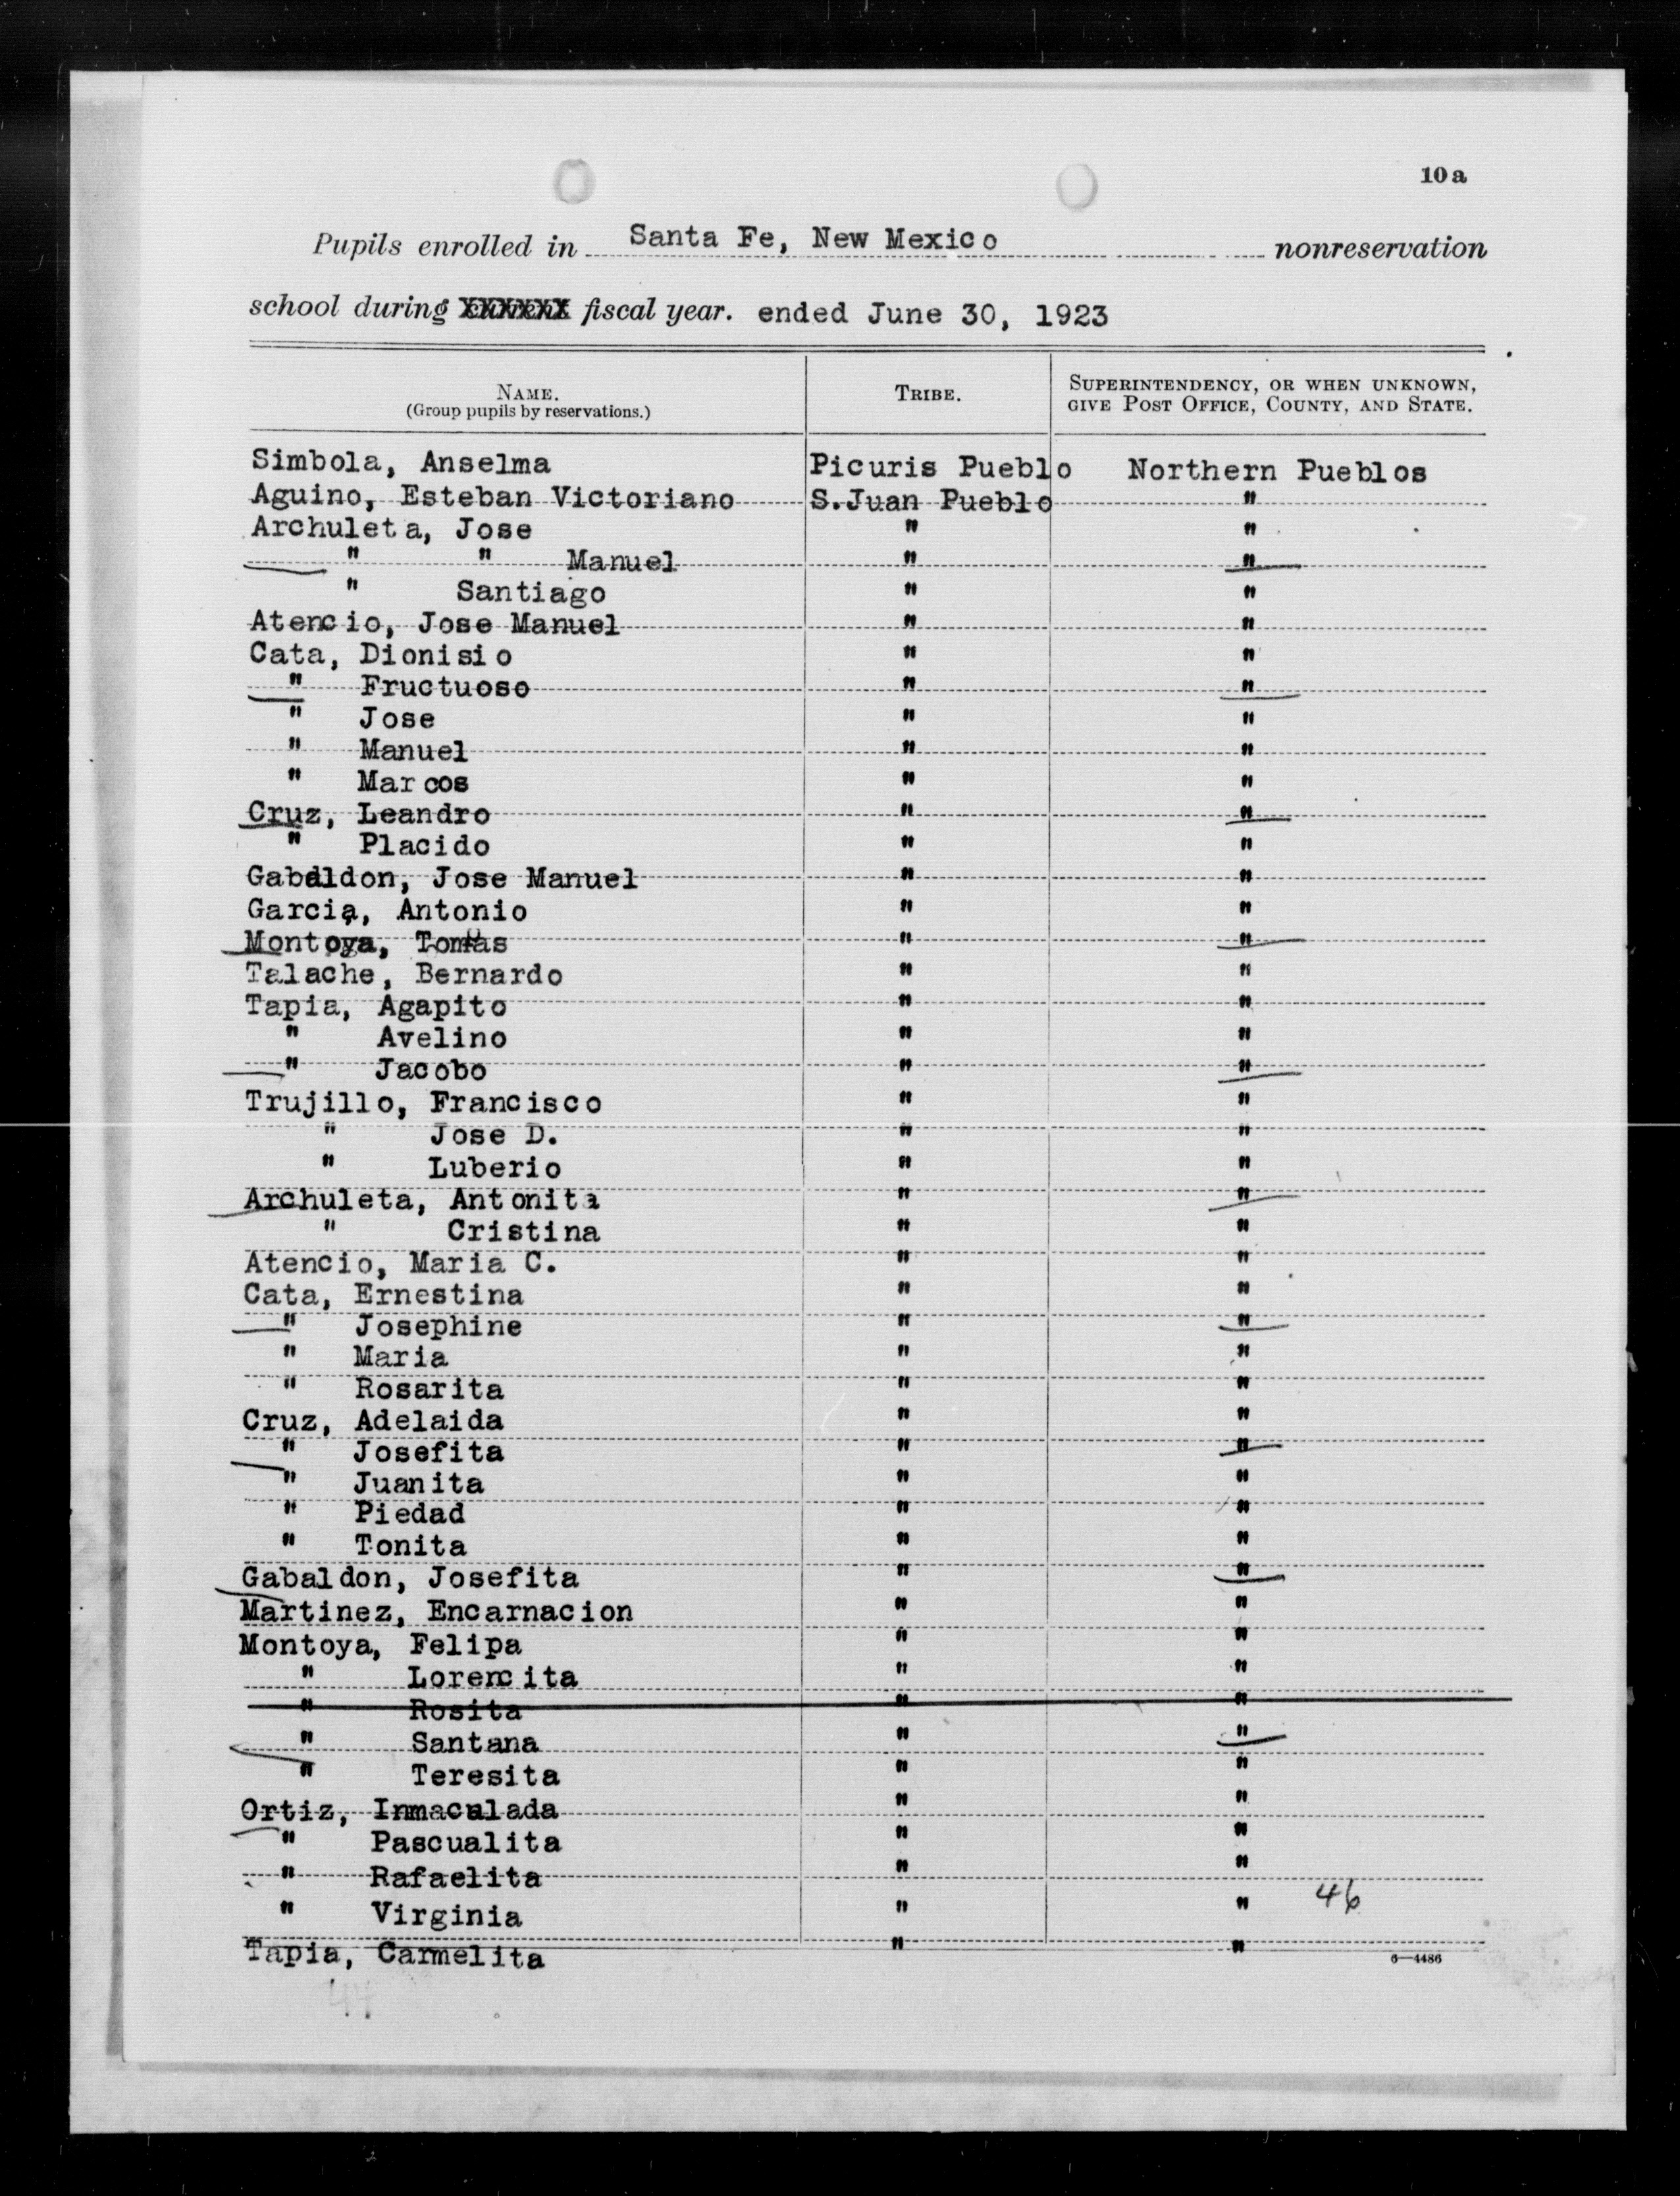 10a
Pupils enrolled in Santa Fe, New Mexico nonreservation
school during XXXXXX fiscal year. ended June 30, 1923
NAME. TRIBE. SUPERINTENDENCY, OR WHEN UNKNOWN,
(Group pupils by reservations.) GIVE POST OFFICE, COUNTY, AND STATE.
Simbola, Anselma Picuris Pueblo Northern Pueblos
Aguino, Esteban Victoriano S.Juan Pueblo "
Archuleta, Jose " "
" " Manuel " "
" Santiago " "
Atencio, Jose Manuel " "
Cata, Dionisio " "
" Fructuoso " "
" Jose " "
" Manuel " "
" Marcos " "
Cruz, Leandro " "
" Placido " "
Gabaldon, Jose Manuel " "
Garcia, Antonio " "
Montoya, Tomas " "
Talache, Bernardo " "
Tapia, Agapito " "
" Avelino " "
" Jacobo " "
Trujillo, Francisco " "
" Jose D. " "
" Luberio " "
Archuleta, Antonita " "
" Cristina " "
Atencio, Maria C. " "
Cata, Ernestina " "
" Josephine " "
" Maria " "
" Rosarita " "
Cruz, Adelaida " "
" Josefita " "
" Juanita " "
" Piedad " "
" Tonita " "
Gabaldon, Josefita " "
Martinez, Encarnacion " "
Montoya, Felipa " "
" Lorencita " "
" Rosita " "
" Santana " "
" Teresita " "
Ortiz, Inmaculada " "
" Pascualita " "
" Rafaelita " "
" Virginia " " 46
Tapia, Carmelita " "
6—4486
44